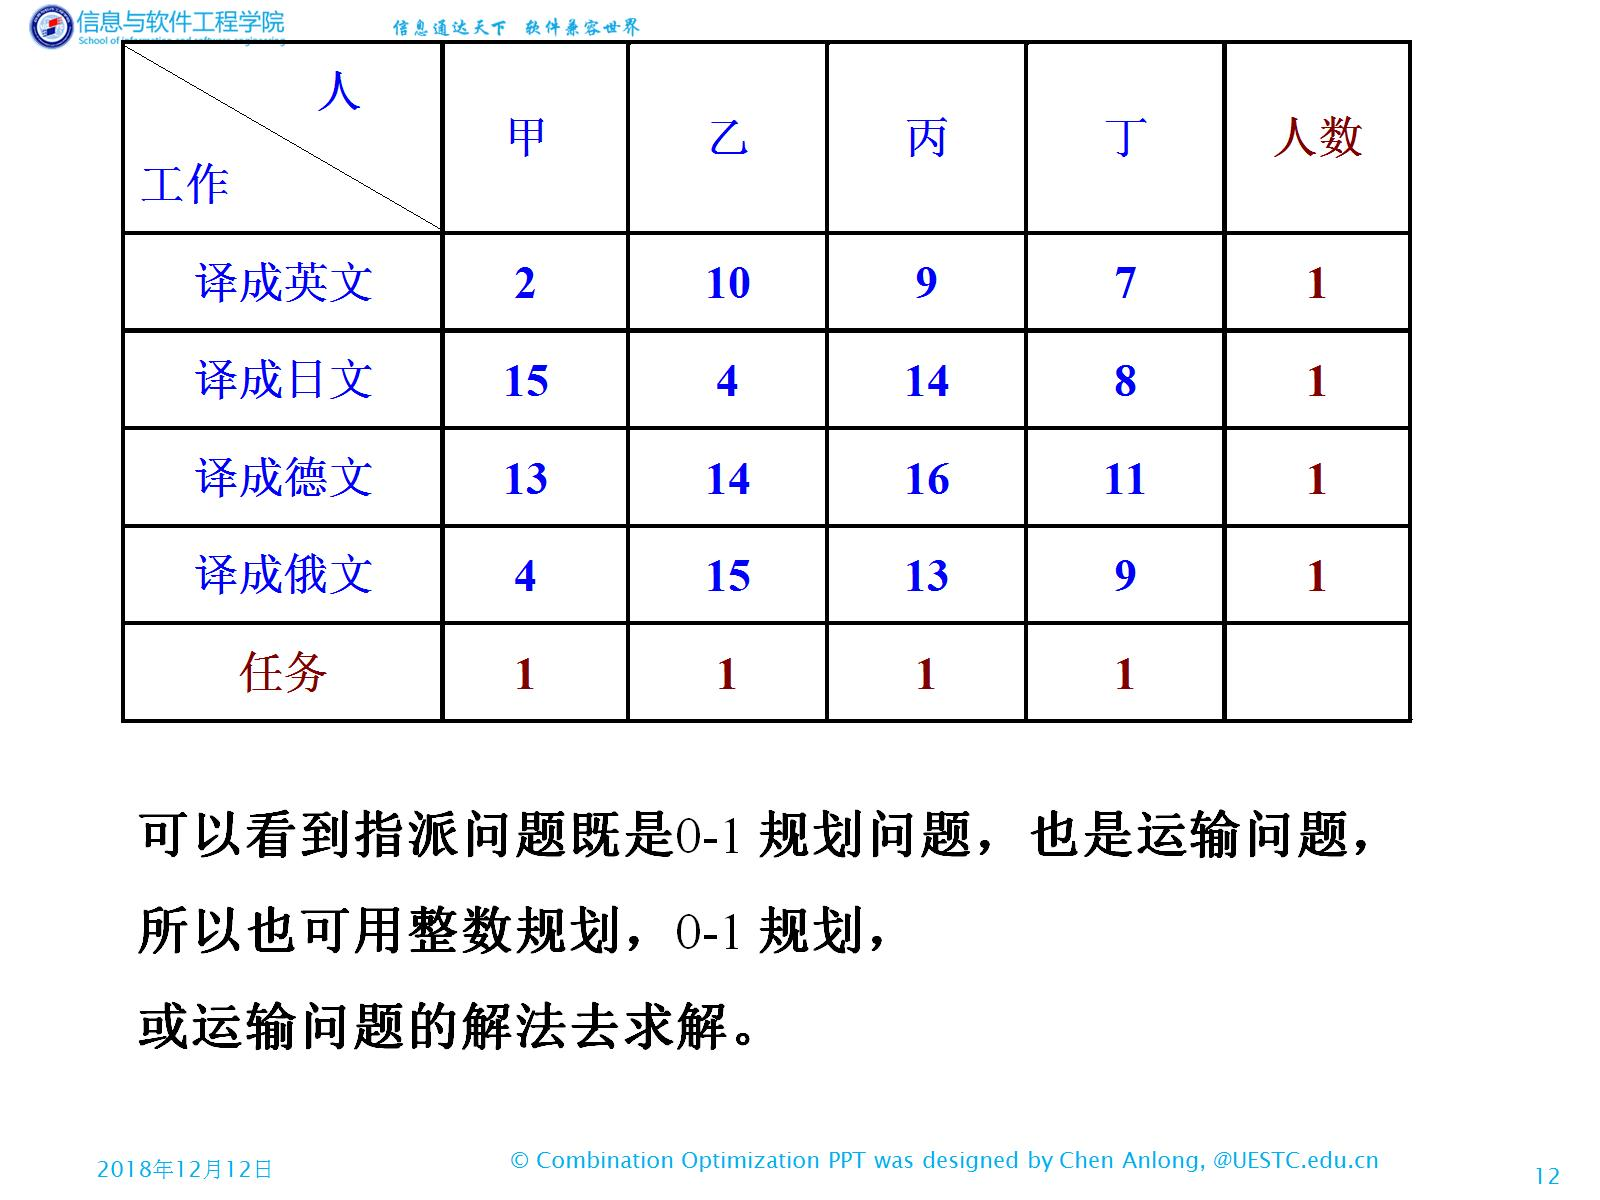 信息与软件工程学院
School of information and software engineering
信息通达天下 软件兼容世界
人
工作
甲 乙 丙 丁 人数
译成英文 2 10 9 7 1
译成日文 15 4 14 8 1
译成德文 13 14 16 11 1
译成俄文 4 15 13 9 1
任务 1 1 1 1
可以看到指派问题既是0-1 规划问题，也是运输问题，
所以也可用整数规划，0-1 规划，
或运输问题的解法去求解。
2018年12月12日
© Combination Optimization PPT was designed by Chen Anlong, @UESTC.edu.cn
12